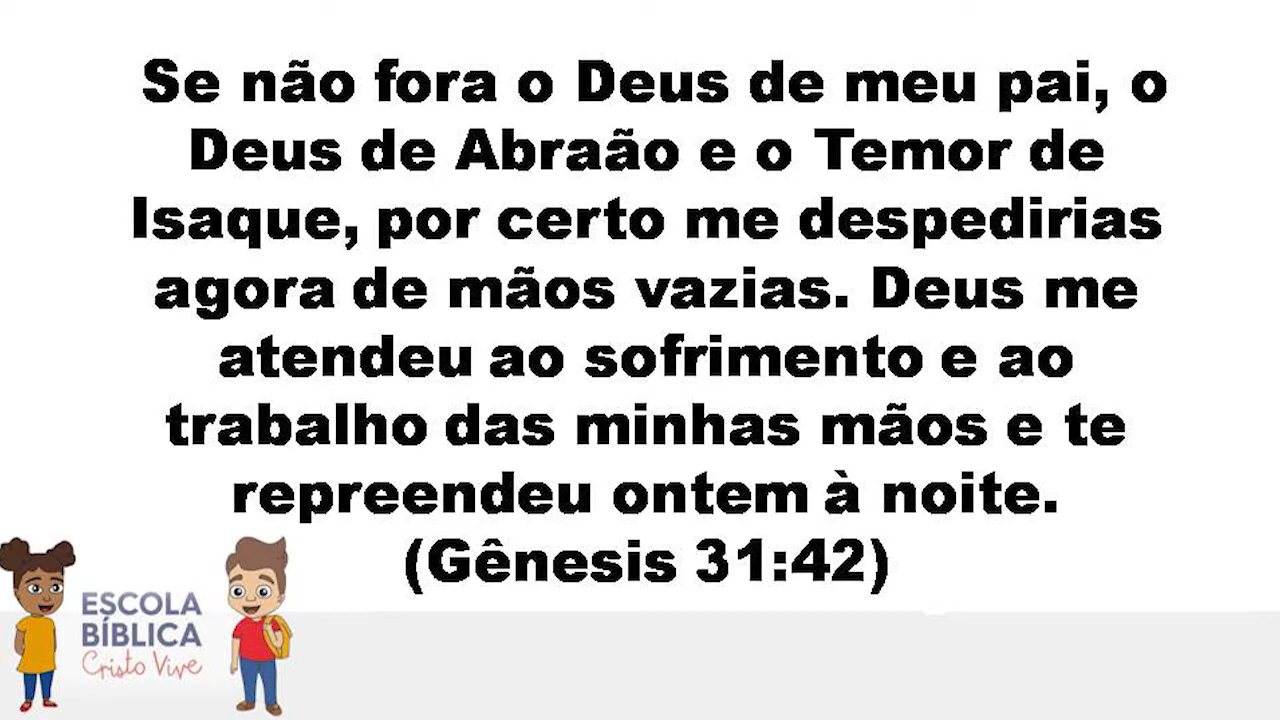 Se não fora o Deus de meu pai, o
Deus de Abraão e o Temor de
Isaque, por certo me despedirias
agora de mãos vazias. Deus me
atendeu ao sofrimento e ao
trabalho das minhas mãos e te
repreendeu ontem à noite.
(Gênesis 31:42)
ESCOLA
BÍBLICA
Cristo Vive